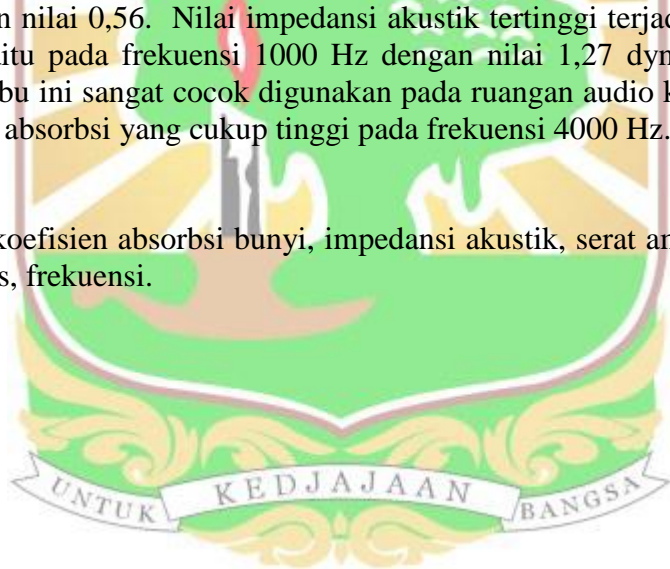 n nilai 0,56. Nilai impedansi akustik tertinggi terja
itu pada frekuensi 1000 Hz dengan nilai 1,27 dyn
bu ini sangat cocok digunakan pada ruangan audio k
absorbsi yang cukup tinggi pada frekuensi 4000 Hz.
koefisien absorbsi bunyi, impedansi akustik, serat a
s, frekuensi.
UNTUK KEDJAJAAN BANGSA